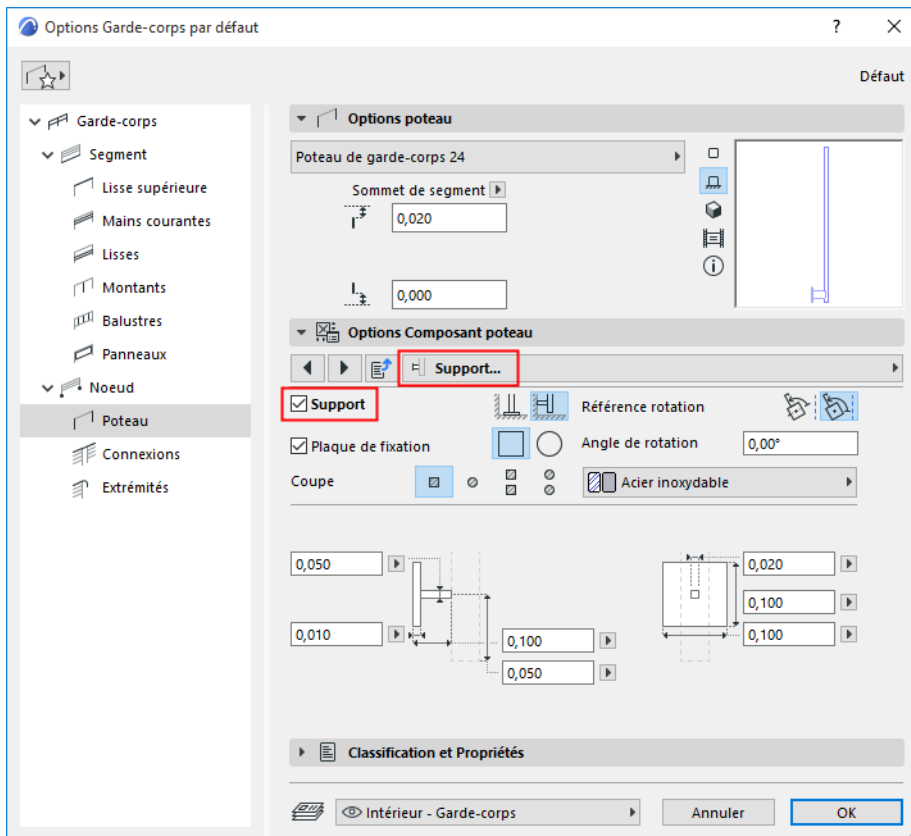 Options Garde-corps par défaut
?
Défaut
Garde-corps
Segment
Lisse supérieure
Mains courantes
Lisses
Montants
Balustres
Panneaux
Noeud
Poteau
Connexions
Extrémités
Options poteau
Poteau de garde-corps 24
Sommet de segment
0,020
0,000
Options Composant poteau
Support...
Support
Référence rotation
Plaque de fixation
Angle de rotation
0,00°
Coupe
Acier inoxydable
0,050
0,020
0,100
0,010
0,100
0,100
0,050
Classification et Propriétés
Intérieur - Garde-corps
Annuler
OK